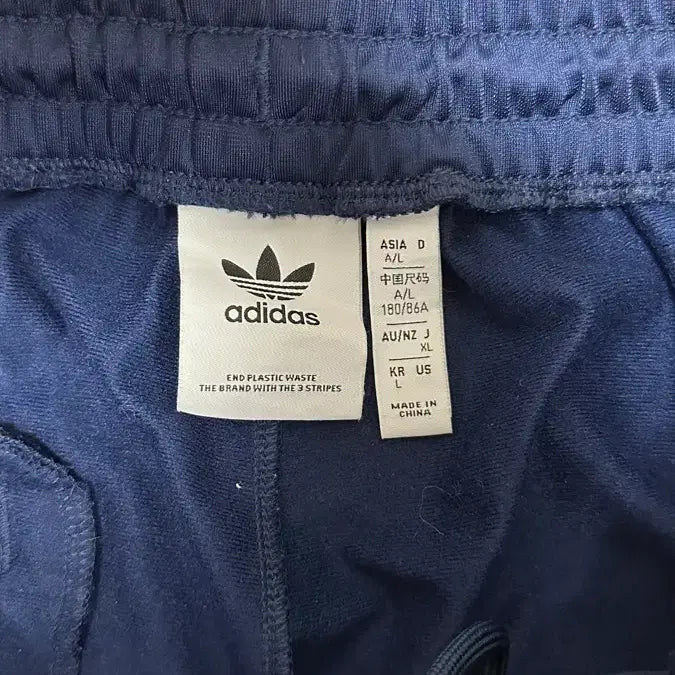 adidas
END PLASTIC WASTE
THE BRAND WITH THE 3 STRIPES
ASIA D
A/L
中国尺码
A/L
180/86A
AU/NZ J
XL
KR US
L
MADE IN
CHINA